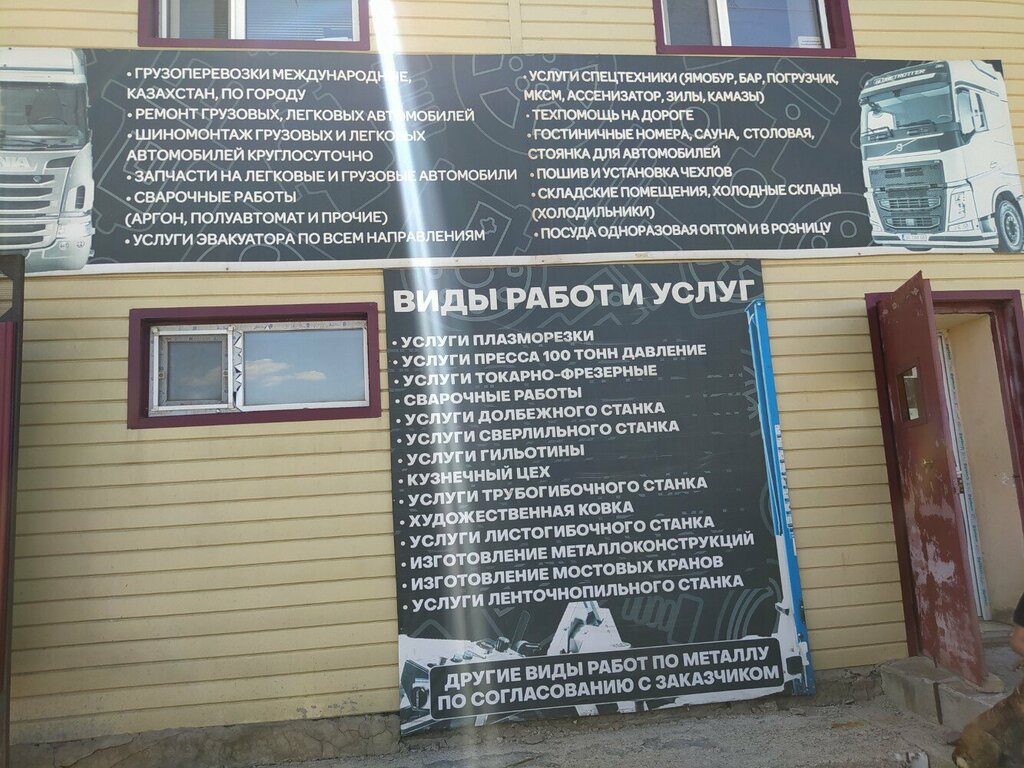 • ГРУЗОПЕРЕВОЗКИ МЕЖДУНАРОДНЫЕ,
КАЗАХСТАН, ПО ГОРОДУ
• РЕМОНТ ГРУЗОВЫХ, ЛЕГКОВЫХ АВТОМОБИЛЕЙ
• ШИНОМОНТАЖ ГРУЗОВЫХ И ЛЕГКОВЫХ
АВТОМОБИЛЕЙ КРУГЛОСУТОЧНО
• ЗАПЧАСТИ НА ЛЕГКОВЫЕ И ГРУЗОВЫЕ АВТОМОБИЛИ
• СВАРОЧНЫЕ РАБОТЫ
(АРГОН, ПОЛУАВТОМАТ И ПРОЧИЕ)
• УСЛУГИ ЭВАКУАТОРА ПО ВСЕМ НАПРАВЛЕНИЯМ
• УСЛУГИ СПЕЦТЕХНИКИ (ЯМОБУР, БАР, ПОГРУЗЧИК,
МКСМ, АССЕНИЗАТОР, ЗИЛЫ, КАМАЗЫ)
• ТЕХПОМОЩЬ НА ДОРОГЕ
• ГОСТИНИЧНЫЕ НОМЕРА, САУНА, СТОЛОВАЯ,
СТОЯНКА ДЛЯ АВТОМОБИЛЕЙ
• ПОШИВ И УСТАНОВКА ЧЕХЛОВ
• СКЛАДСКИЕ ПОМЕЩЕНИЯ, ХОЛОДНЫЕ СКЛАДЫ
(ХОЛОДИЛЬНИКИ)
• ПОСУДА ОДНОРАЗОВАЯ ОПТОМ И В РОЗНИЦУ
ВИДЫ РАБОТ И УСЛУГ
• УСЛУГИ ПЛАЗМОРЕЗКИ
• УСЛУГИ ПРЕССА 100 ТОНН ДАВЛЕНИЕ
• УСЛУГИ ТОКАРНО-ФРЕЗЕРНЫЕ
• СВАРОЧНЫЕ РАБОТЫ
• УСЛУГИ ДОЛБЕЖНОГО СТАНКА
• УСЛУГИ СВЕРЛИЛЬНОГО СТАНКА
• УСЛУГИ ГИЛЬОТИНЫ
• КУЗНЕЧНЫЙ ЦЕХ
• УСЛУГИ ТРУБОГИБОЧНОГО СТАНКА
• ХУДОЖЕСТВЕННАЯ КОВКА
• УСЛУГИ ЛИСТОГИБОЧНОГО СТАНКА
• ИЗГОТОВЛЕНИЕ МЕТАЛЛОКОНСТРУКЦИЙ
• ИЗГОТОВЛЕНИЕ МОСТОВЫХ КРАНОВ
• УСЛУГИ ЛЕНТОЧНОПИЛЬНОГО СТАНКА
ДРУГИЕ ВИДЫ РАБОТ ПО МЕТАЛЛУ
ПО СОГЛАСОВАНИЮ С ЗАКАЗЧИКОМ